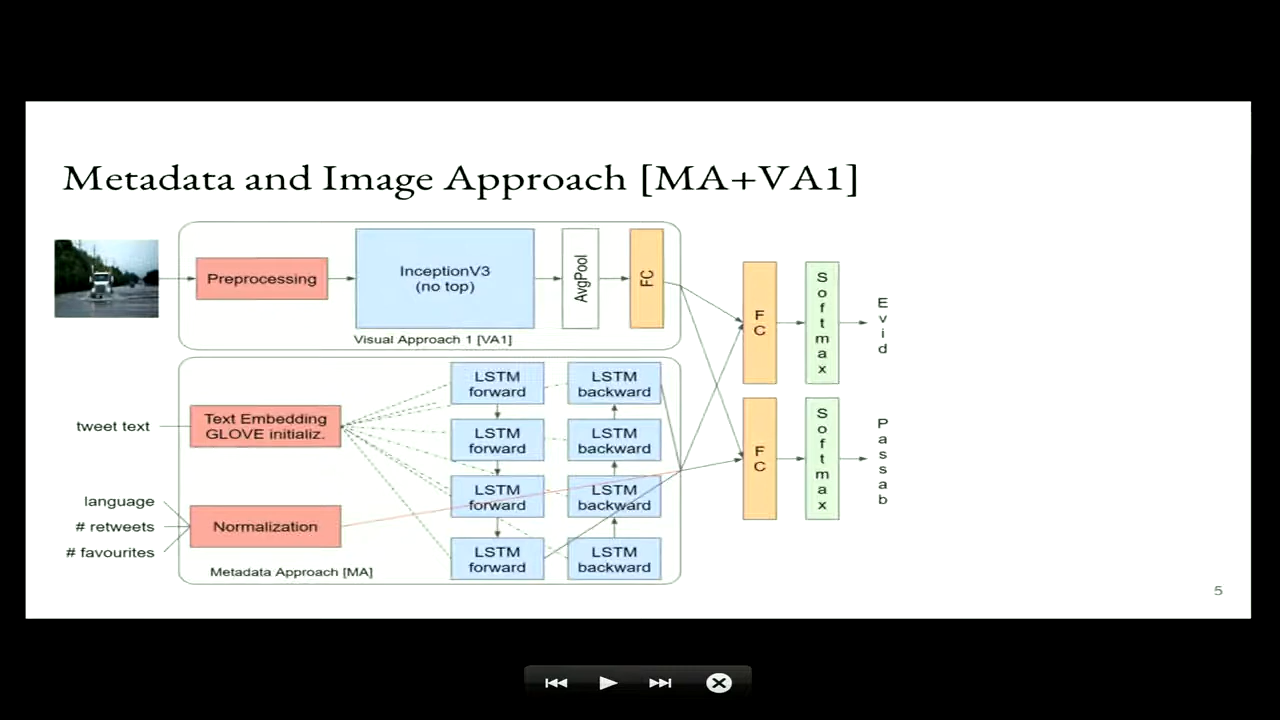 Metadata and Image Approach [MA+VA1]
Preprocessing
InceptionV3
(no top)
AvgPool
FC
Visual Approach 1 [VA1]
tweet text
Text Embedding
GLOVE initializ.
language
# retweets
# favourites
Normalization
Metadata Approach [MA]
LSTM
forward
LSTM
backward
LSTM
forward
LSTM
backward
LSTM
forward
LSTM
backward
LSTM
forward
LSTM
backward
FC
Softmax
Evid
FC
Softmax
Passab
5